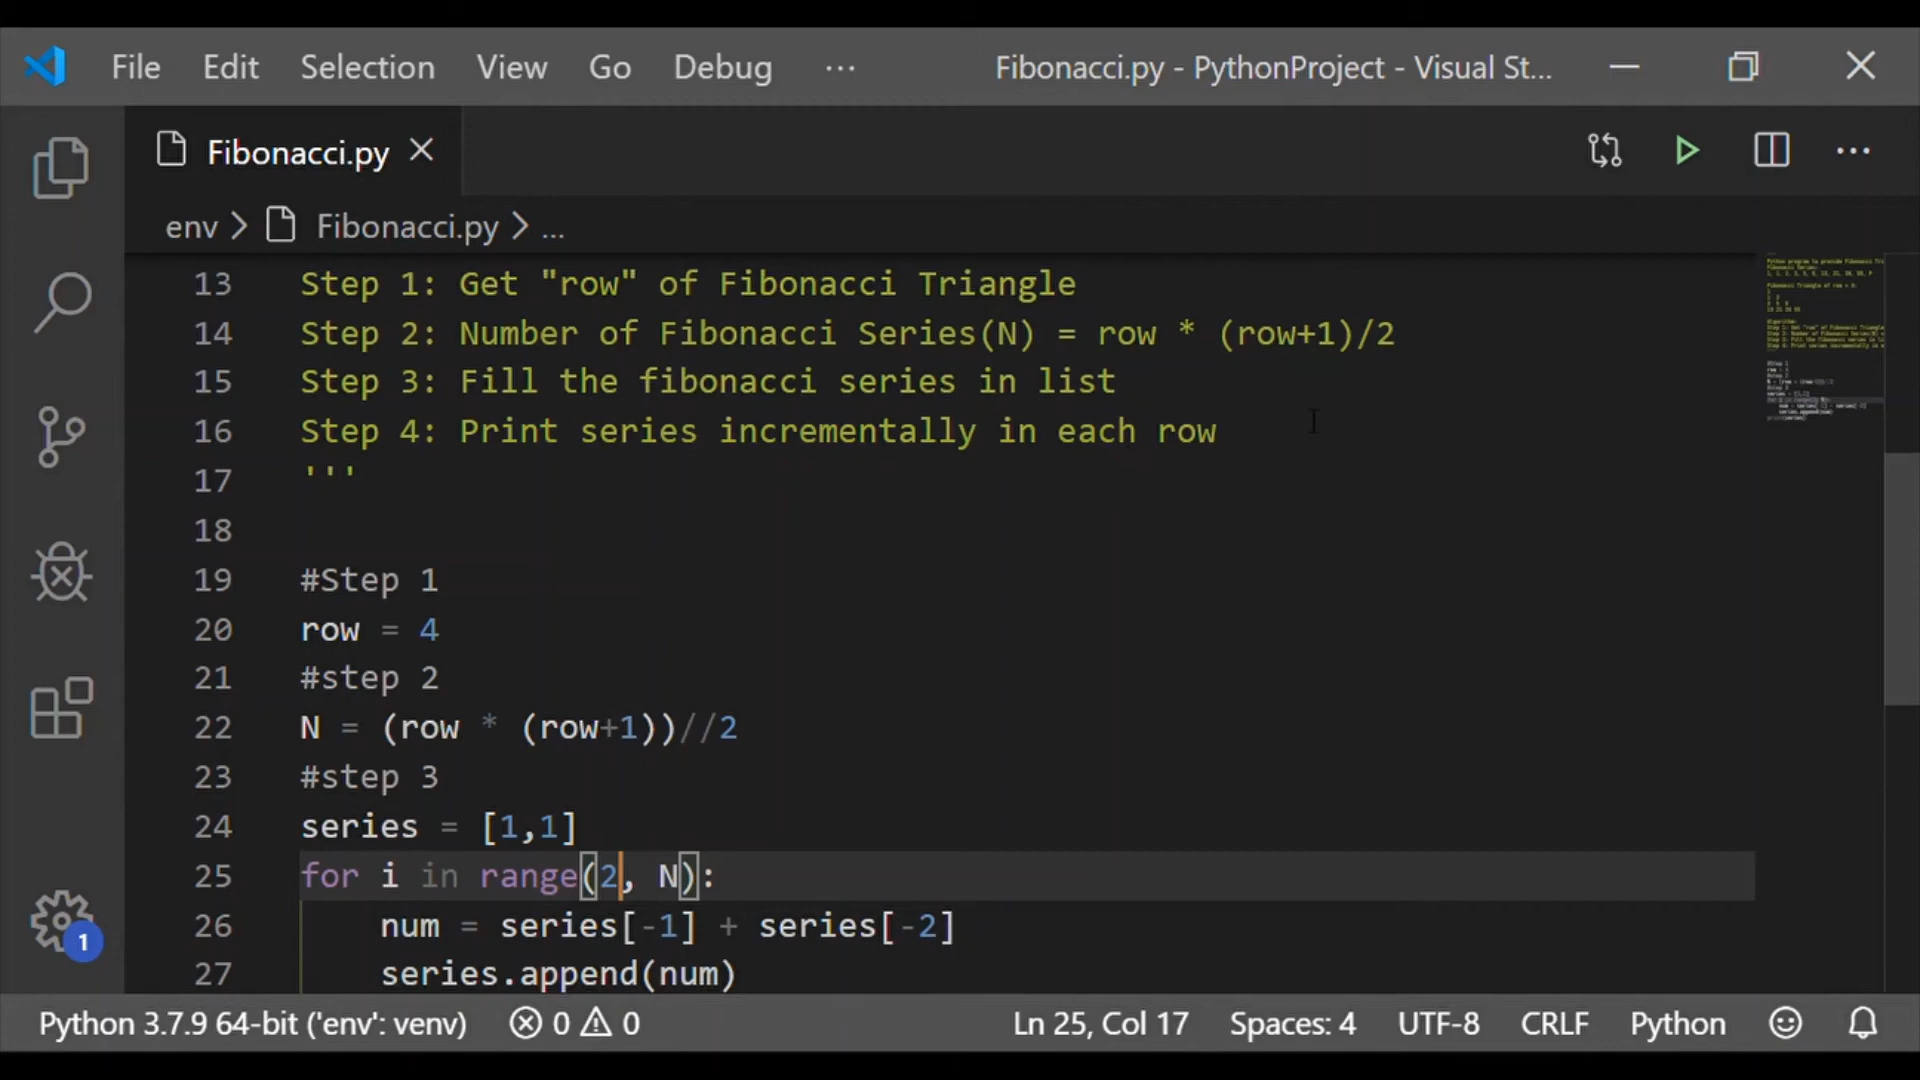 File Edit Selection View Go Debug ... Fibonacci.py - PythonProject - Visual St...
Fibonacci.py
env > Fibonacci.py > ...
13 Step 1: Get "row" of Fibonacci Triangle
14 Step 2: Number of Fibonacci Series(N) = row * (row+1)/2
15 Step 3: Fill the fibonacci series in list
16 Step 4: Print series incrementally in each row
17 '''
18
19 #Step 1
20 row = 4
21 #step 2
22 N = (row * (row+1))//2
23 #step 3
24 series = [1,1]
25 for i in range(2, N):
26     num = series[-1] + series[-2]
27     series.append(num)
1
Python 3.7.9 64-bit ('env': venv) 0 0 Ln 25, Col 17 Spaces: 4 UTF-8 CRLF Python